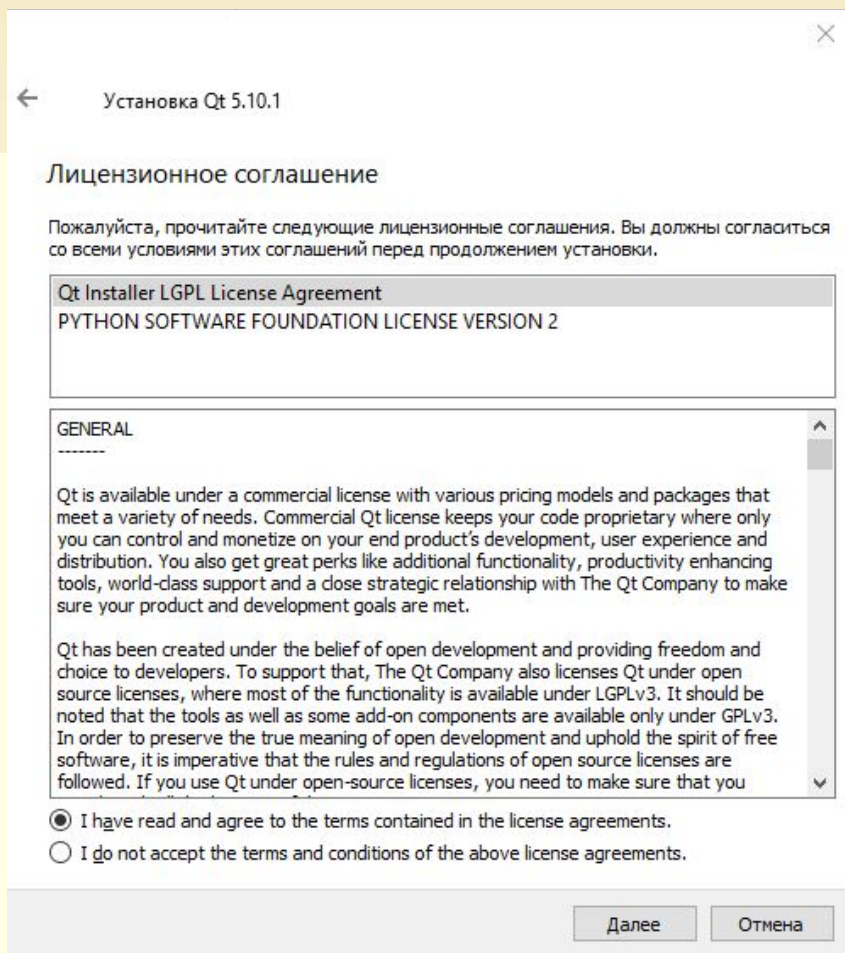 Установка Qt 5.10.1
Лицензионное соглашение
Пожалуйста, прочитайте следующие лицензионные соглашения. Вы должны согласиться
со всеми условиями этих соглашений перед продолжением установки.
Qt Installer LGPL License Agreement
PYTHON SOFTWARE FOUNDATION LICENSE VERSION 2
GENERAL
-------
Qt is available under a commercial license with various pricing models and packages that
meet a variety of needs. Commercial Qt license keeps your code proprietary where only
you can control and monetize on your end product’s development, user experience and
distribution. You also get great perks like additional functionality, productivity enhancing
tools, world-class support and a close strategic relationship with The Qt Company to make
sure your product and development goals are met.
Qt has been created under the belief of open development and providing freedom and
choice to developers. To support that, The Qt Company also licenses Qt under open
source licenses, where most of the functionality is available under LGPLv3. It should be
noted that the tools as well as some add-on components are available only under GPLv3.
In order to preserve the true meaning of open development and uphold the spirit of free
software, it is imperative that the rules and regulations of open source licenses are
followed. If you use Qt under open-source licenses, you need to make sure that you
I have read and agree to the terms contained in the license agreements.
I do not accept the terms and conditions of the above license agreements.
Далее
Отмена